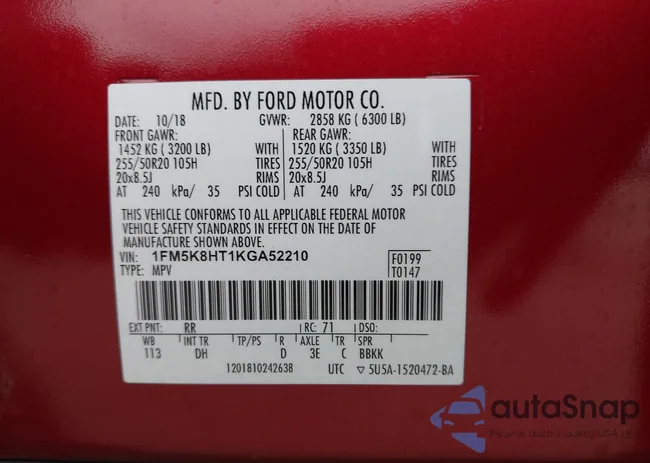 MFD. BY FORD MOTOR CO.
DATE: 10/18 GVWR: 2858 KG ( 6300 LB)
FRONT GAWR: REAR GAWR:
1452 KG ( 3200 LB) WITH 1520 KG ( 3350 LB) WITH
255/50R20 105H TIRES 255/50R20 105H TIRES
20x8.5J RIMS 20x8.5J RIMS
AT 240 kPa/ 35 PSI COLD AT 240 kPa/ 35 PSI COLD
THIS VEHICLE CONFORMS TO ALL APPLICABLE FEDERAL MOTOR
VEHICLE SAFETY STANDARDS IN EFFECT ON THE DATE OF
MANUFACTURE SHOWN ABOVE.
VIN: 1FM5K8HT1KGA52210 F0199
TYPE: MPV T0147
EXT PNT: RR RC: 71 DSO:
WB INT TR TP/PS R AXLE TR SPR
113 DH D 3E C BBKK
1201810242638 UTC ▽ 5U5A-1520472-BA
autaSnap